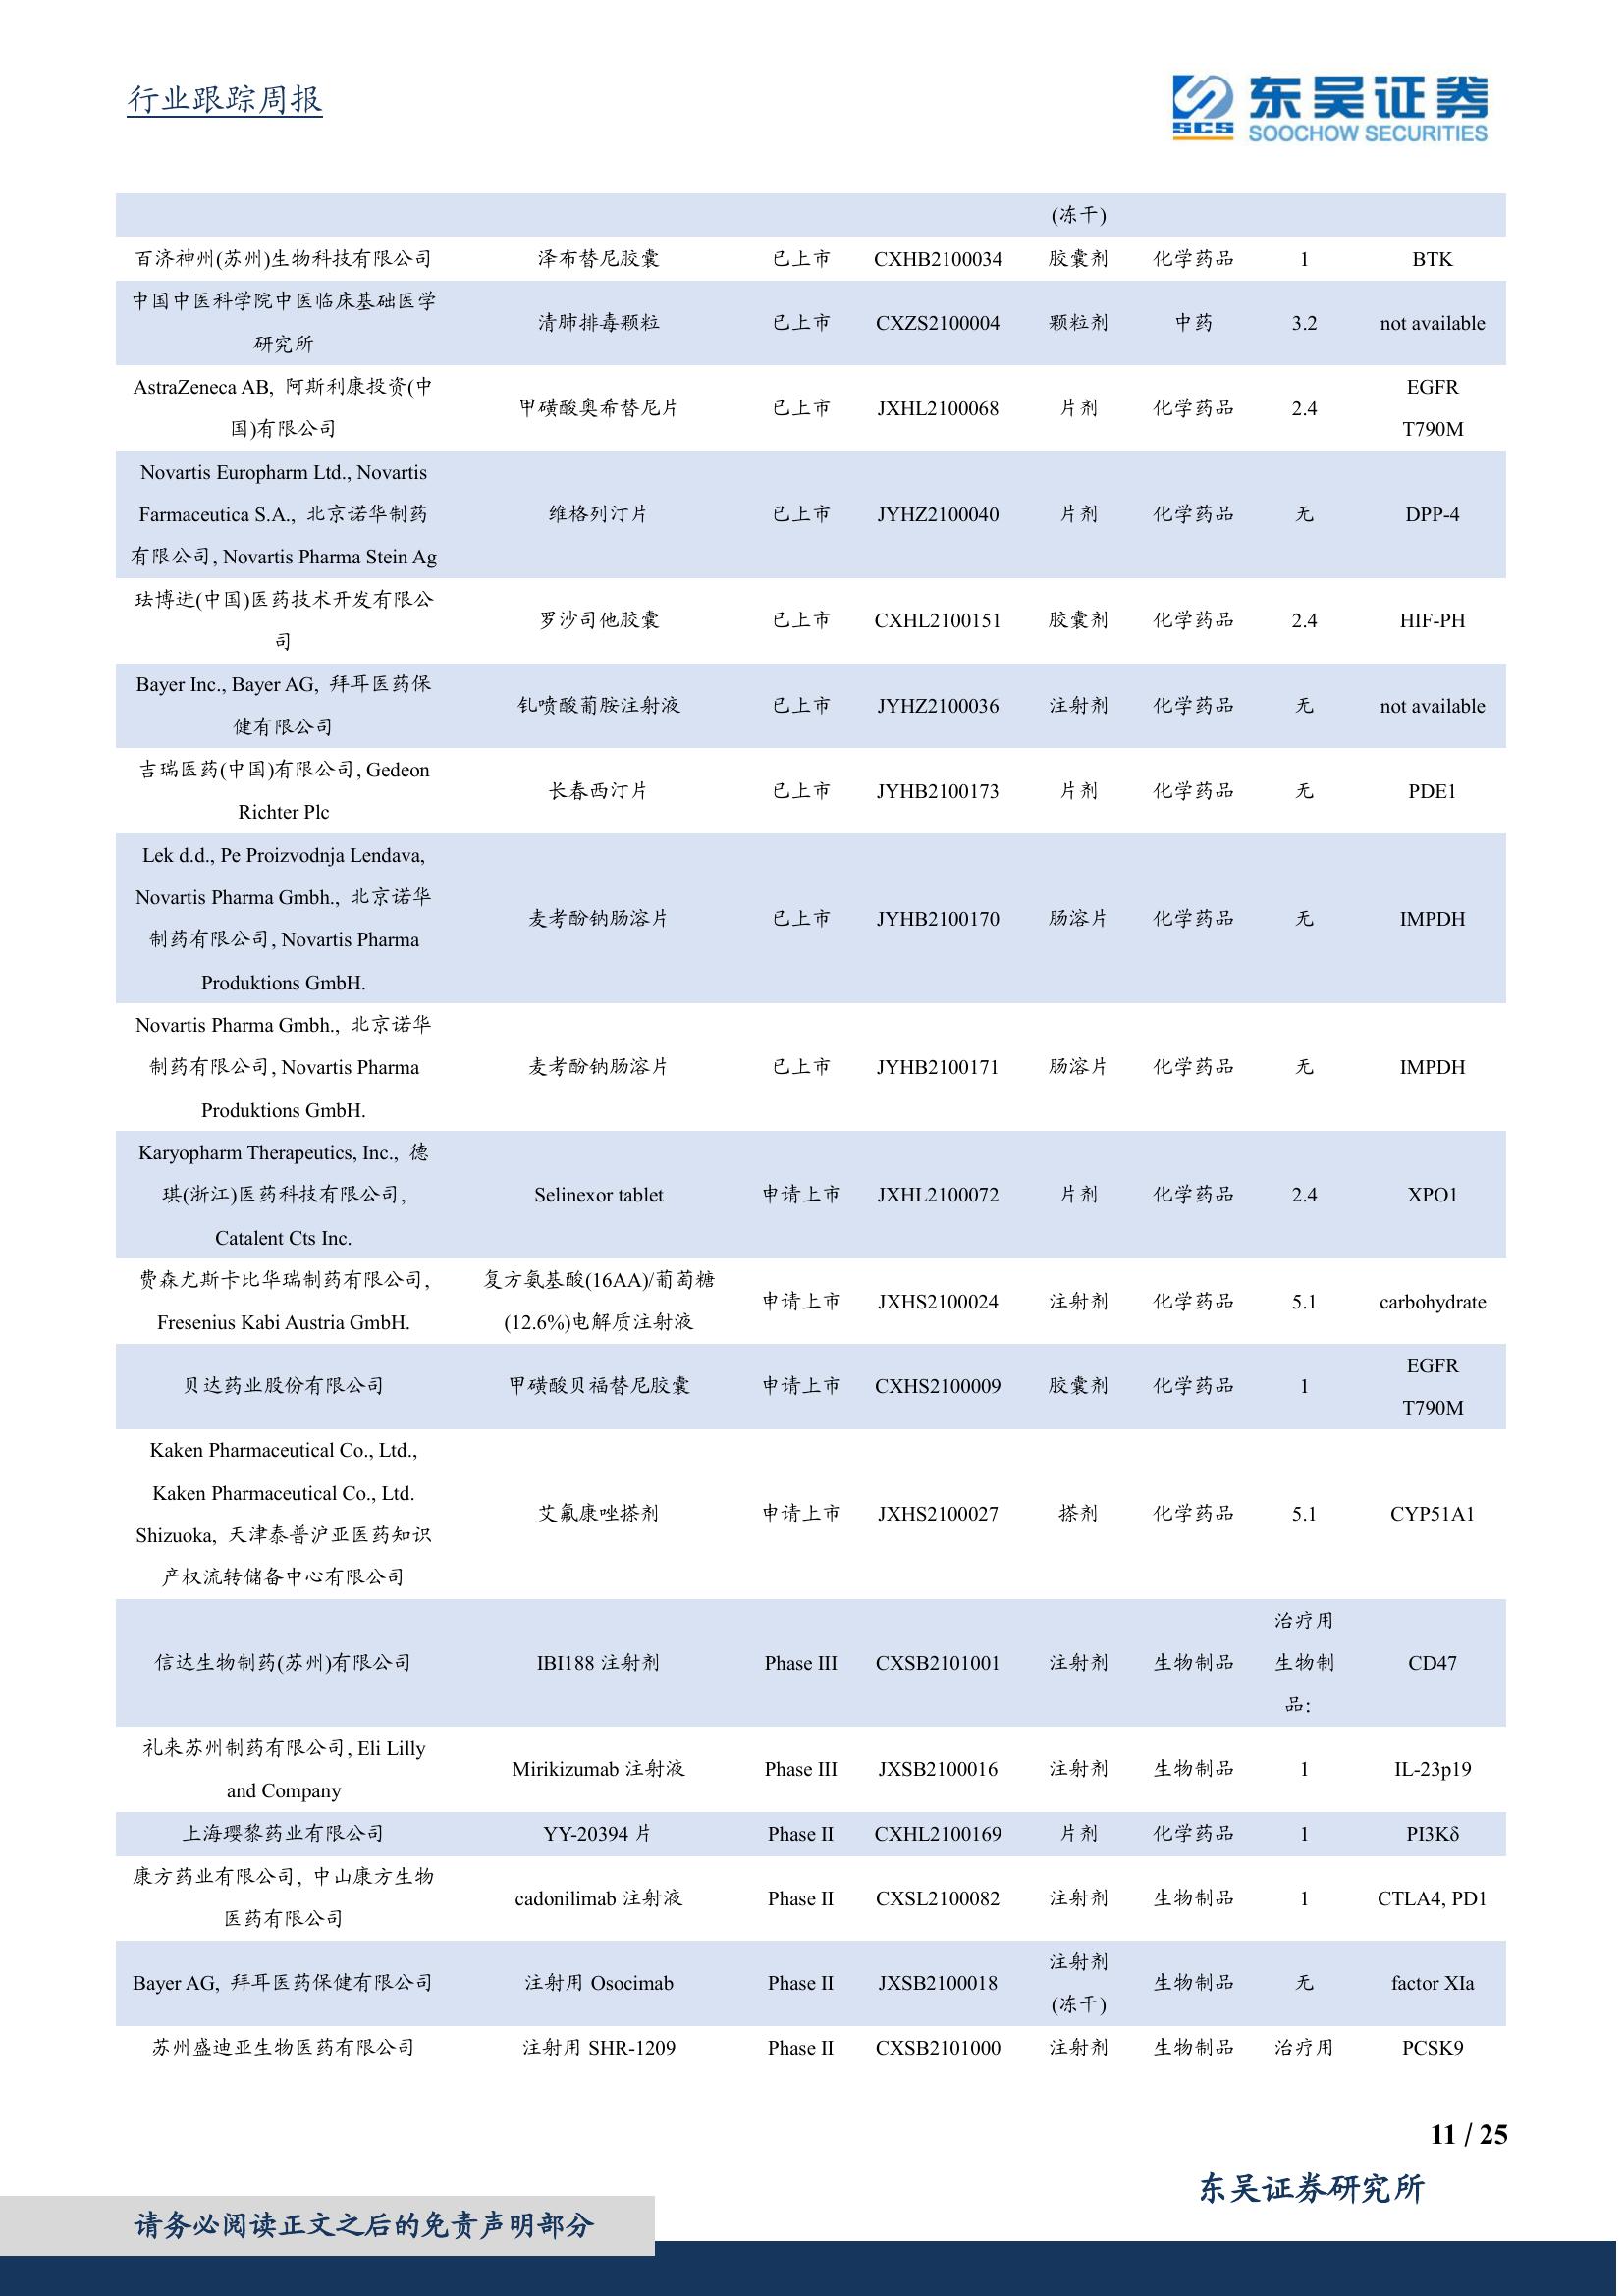 行业跟踪周报
SCS 东吴证券
SOOCHOW SECURITIES
(冻干)
百济神州(苏州)生物科技有限公司 泽布替尼胶囊 已上市 CXHB2100034 胶囊剂 化学药品 1 BTK
中国中医科学院中医临床基础医学
研究所 清肺排毒颗粒 已上市 CXZS2100004 颗粒剂 中药 3.2 not available
AstraZeneca AB, 阿斯利康投资(中
国)有限公司 甲磺酸奥希替尼片 已上市 JXHL2100068 片剂 化学药品 2.4 EGFR
T790M
Novartis Europharm Ltd., Novartis
Farmaceutica S.A., 北京诺华制药 维格列汀片 已上市 JYHZ2100040 片剂 化学药品 无 DPP-4
有限公司, Novartis Pharma Stein Ag
珐博进(中国)医药技术开发有限公
司 罗沙司他胶囊 已上市 CXHL2100151 胶囊剂 化学药品 2.4 HIF-PH
Bayer Inc., Bayer AG, 拜耳医药保
健有限公司 钆喷酸葡胺注射液 已上市 JYHZ2100036 注射剂 化学药品 无 not available
吉瑞医药(中国)有限公司, Gedeon
Richter Plc 长春西汀片 已上市 JYHB2100173 片剂 化学药品 无 PDE1
Lek d.d., Pe Proizvodnja Lendava,
Novartis Pharma Gmbh., 北京诺华 麦考酚钠肠溶片 已上市 JYHB2100170 肠溶片 化学药品 无 IMPDH
制药有限公司, Novartis Pharma
Produktions GmbH.
Novartis Pharma Gmbh., 北京诺华
制药有限公司, Novartis Pharma 麦考酚钠肠溶片 已上市 JYHB2100171 肠溶片 化学药品 无 IMPDH
Produktions GmbH.
Karyopharm Therapeutics, Inc., 德
琪(浙江)医药科技有限公司, Selinexor tablet 申请上市 JXHL2100072 片剂 化学药品 2.4 XPO1
Catalent Cts Inc.
费森尤斯卡比华瑞制药有限公司, 复方氨基酸(16AA)/葡萄糖
Fresenius Kabi Austria GmbH. (12.6%)电解质注射液 申请上市 JXHS2100024 注射剂 化学药品 5.1 carbohydrate
贝达药业股份有限公司 甲磺酸贝福替尼胶囊 申请上市 CXHS2100009 胶囊剂 化学药品 1 EGFR
T790M
Kaken Pharmaceutical Co., Ltd.,
Kaken Pharmaceutical Co., Ltd. 艾氟康唑搽剂 申请上市 JXHS2100027 搽剂 化学药品 5.1 CYP51A1
Shizuoka, 天津泰普沪亚医药知识
产权流转储备中心有限公司
治疗用
信达生物制药(苏州)有限公司 IBI188 注射剂 Phase III CXSB2101001 注射剂 生物制品 生物制 CD47
品:
礼来苏州制药有限公司, Eli Lilly
and Company Mirikizumab 注射液 Phase III JXSB2100016 注射剂 生物制品 1 IL-23p19
上海璎黎药业有限公司 YY-20394 片 Phase II CXHL2100169 片剂 化学药品 1 PI3Kδ
康方药业有限公司, 中山康方生物
医药有限公司 cadonilimab 注射液 Phase II CXSL2100082 注射剂 生物制品 1 CTLA4, PD1
Bayer AG, 拜耳医药保健有限公司 注射用 Osocimab Phase II JXSB2100018 注射剂 生物制品 无 factor XIa
(冻干)
苏州盛迪亚生物医药有限公司 注射用 SHR-1209 Phase II CXSB2101000 注射剂 生物制品 治疗用 PCSK9
11 / 25
东吴证券研究所
请务必阅读正文之后的免责声明部分